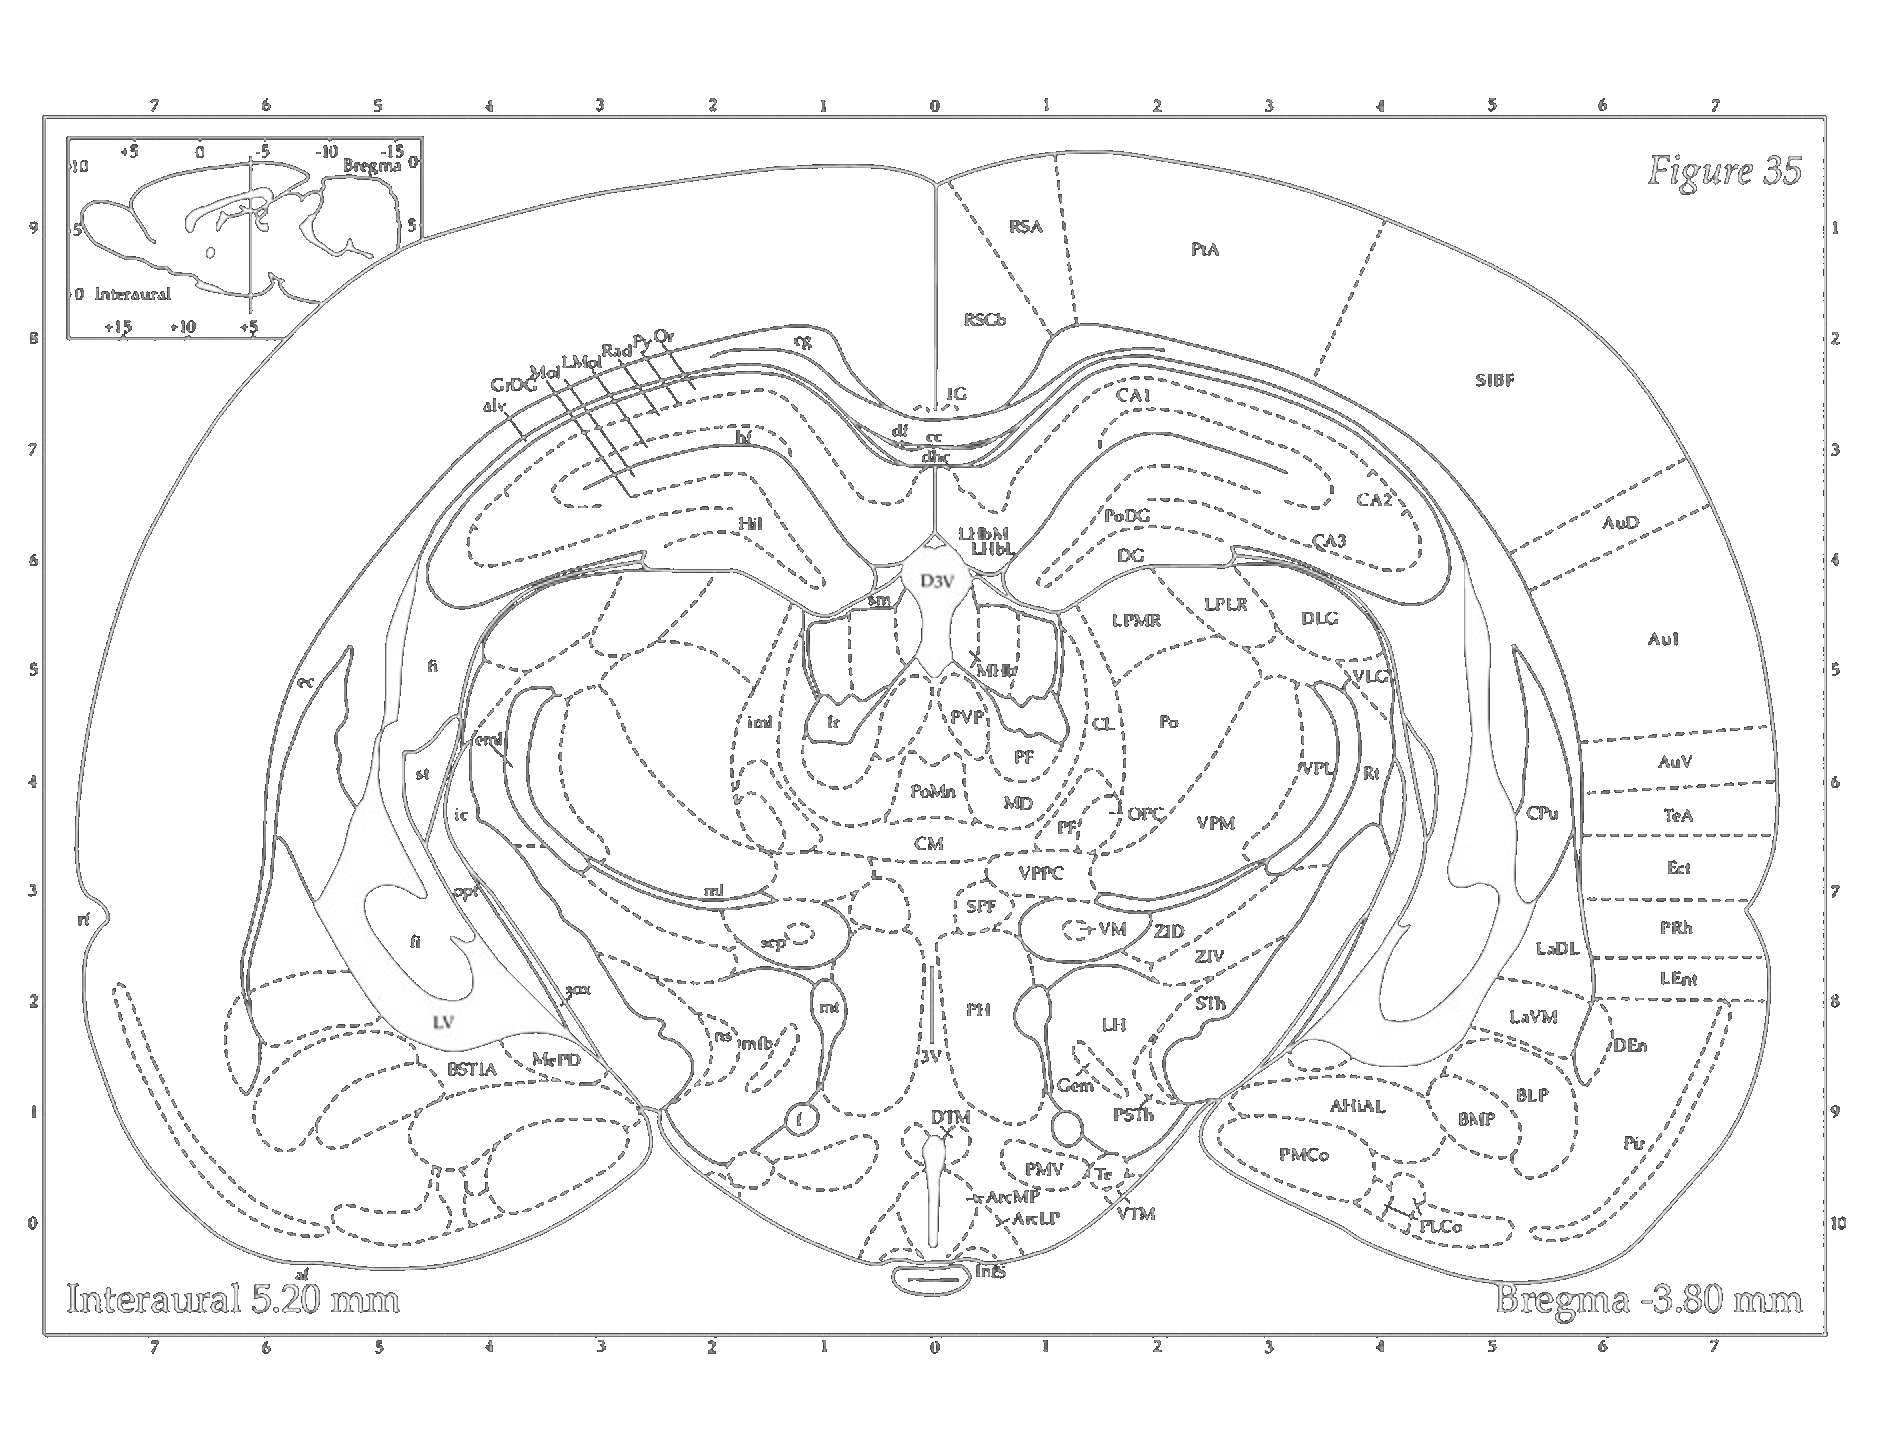 7 6 5 4 3 2 1 0 1 2 3 4 5 6 7
+5 0 -5 -10 -15
10 Bregma 0
Figure 35
RSA
9 5 5 1
PtA
0 Interaural
RSCb
+15 +10 +5
8 cg Py Or 2
LMol Rad
GrDG Mol
alv
IG CA1 S1BF
df cc
7 hf dhc 3
CA2
Hil PoDG AuD
LHbM
LHbL CA3
6 DG 4
D3V
sm LPLR
LPMR DLG
Au1
5 ec fi MHb VLG 5
iml fr PVP CL Po
eml
PF
st VPL Rt AuV
4 PoMn MD 6
ic PF OPC VPM CPu TeA
CM
VPPC Ect
3 ml opt 7
rf SPF
fi scp VM ZID PRh
ZIV LaDL
LEnt
2 sox mt PH STh 8
LV LH LaVM
ns mfb 3V DEn
BSTIA MePD Gem
BLP
1 f DTM PSTh AHiAL BMP 9
Pir
PMCo
PMV Te
ArcMP
0 ArcLP VTM PLCo 10
InfS
af
Interaural 5.20 mm Bregma -3.80 mm
7 6 5 4 3 2 1 0 1 2 3 4 5 6 7